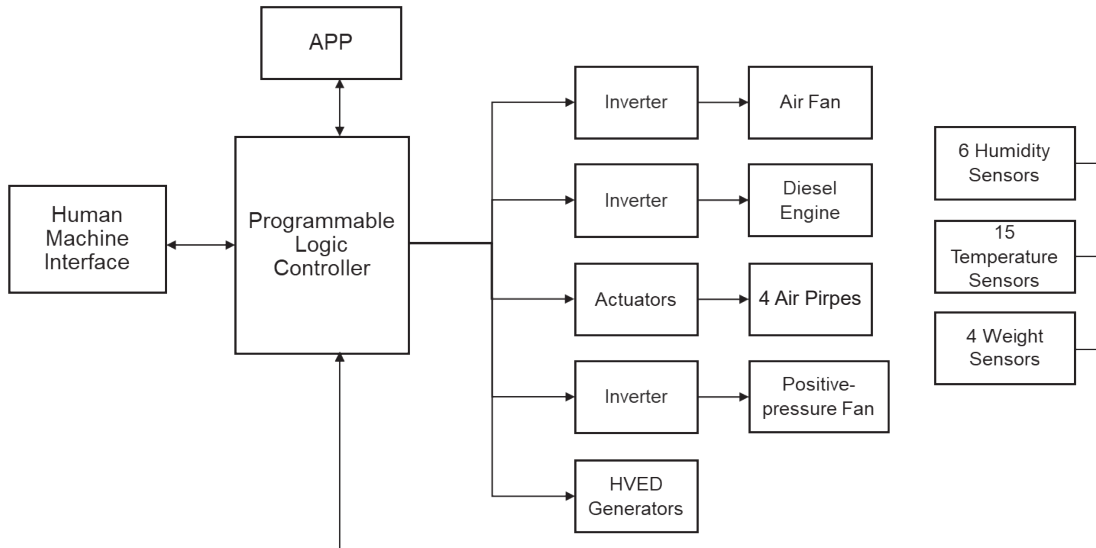 APP
Human
Machine
Interface
Programmable
Logic
Controller
Inverter
Air Fan
Inverter
Diesel
Engine
Actuators
4 Air Pirpes
Inverter
Positive-
pressure Fan
HVED
Generators
6 Humidity
Sensors
15
Temperature
Sensors
4 Weight
Sensors